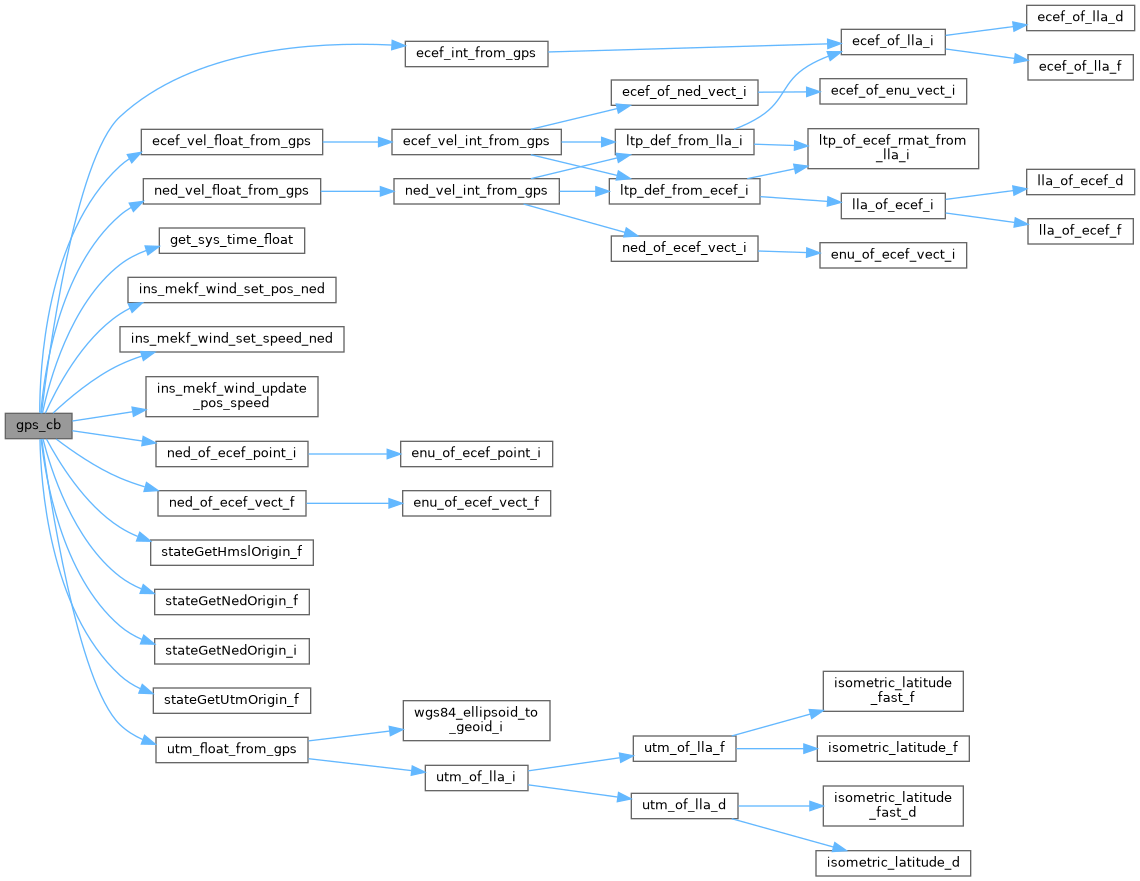 gps_cb
ecef_int_from_gps
ecef_of_lla_i
ecef_of_lla_d
ecef_of_lla_f
ecef_vel_float_from_gps
ecef_vel_int_from_gps
ecef_of_ned_vect_i
ecef_of_enu_vect_i
ltp_def_from_lla_i
ltp_of_ecef_rmat_from
_lla_i
ned_vel_float_from_gps
ned_vel_int_from_gps
ltp_def_from_ecef_i
lla_of_ecef_i
lla_of_ecef_d
lla_of_ecef_f
ned_of_ecef_vect_i
enu_of_ecef_vect_i
get_sys_time_float
ins_mekf_wind_set_pos_ned
ins_mekf_wind_set_speed_ned
ins_mekf_wind_update
_pos_speed
ned_of_ecef_point_i
enu_of_ecef_point_i
ned_of_ecef_vect_f
enu_of_ecef_vect_f
stateGetHmslOrigin_f
stateGetNedOrigin_f
stateGetNedOrigin_i
stateGetUtmOrigin_f
utm_float_from_gps
wgs84_ellipsoid_to
_geoid_i
utm_of_lla_i
utm_of_lla_f
isometric_latitude
_fast_f
isometric_latitude_f
utm_of_lla_d
isometric_latitude
_fast_d
isometric_latitude_d